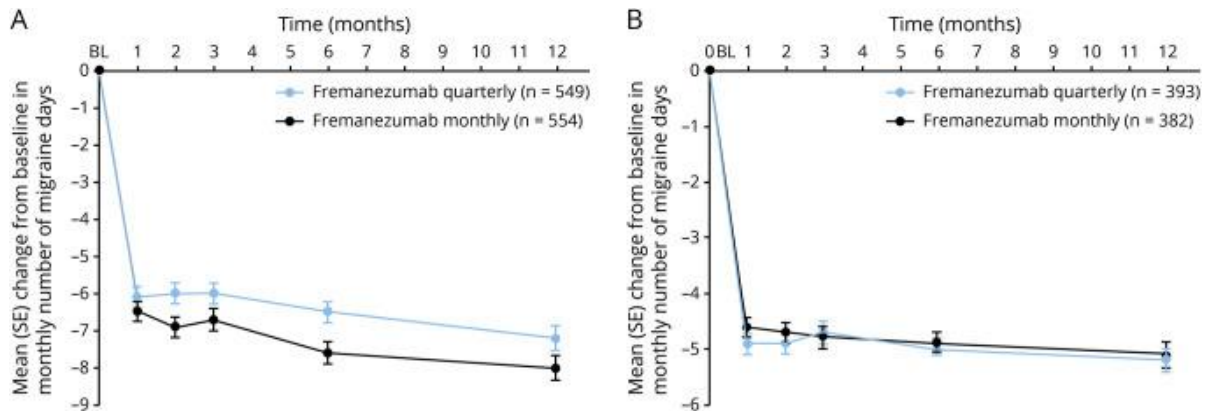 A
Time (months)
BL 1 2 3 4 5 6 7 8 9 10 11 12
0
–1
–2
–3
–4
–5
–6
–7
–8
–9
Mean (SE) change from baseline in
monthly number of migraine days
Fremanezumab quarterly (n = 549)
Fremanezumab monthly (n = 554)
B
Time (months)
0 BL 1 2 3 4 5 6 7 8 9 10 11 12
0
–1
–2
–3
–4
–5
–6
Mean (SE) change from baseline in
monthly number of migraine days
Fremanezumab quarterly (n = 393)
Fremanezumab monthly (n = 382)